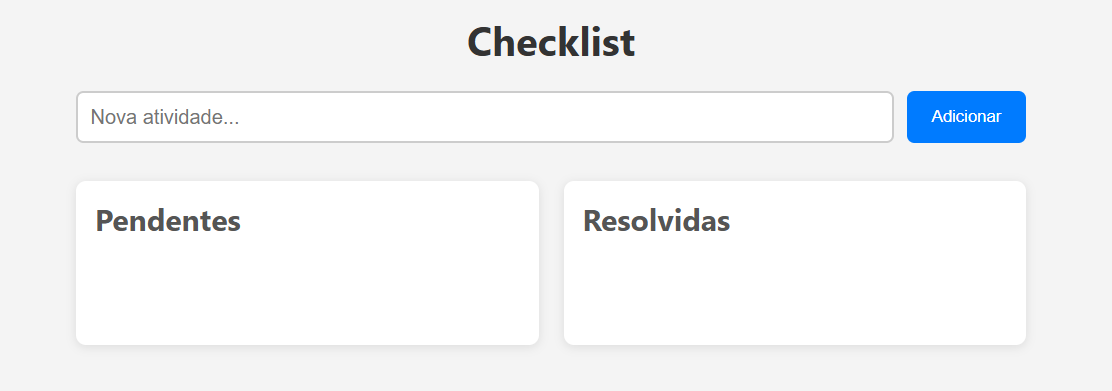 Checklist
Nova atividade...
Adicionar
Pendentes
Resolvidas